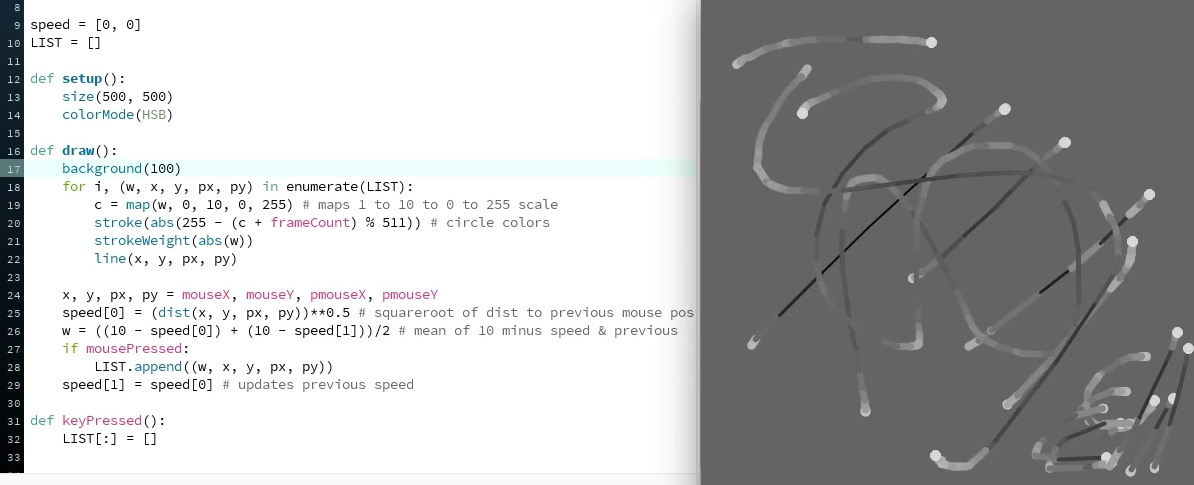 8
9 speed = [0, 0]
10 LIST = []
11
12 def setup():
13     size(500, 500)
14     colorMode(HSB)
15
16 def draw():
17     background(100)
18     for i, (w, x, y, px, py) in enumerate(LIST):
19         c = map(w, 0, 10, 0, 255) # maps 1 to 10 to 0 to 255 scale
20         stroke(abs(255 - (c + frameCount) % 511)) # circle colors
21         strokeWeight(abs(w))
22         line(x, y, px, py)
23
24     x, y, px, py = mouseX, mouseY, pmouseX, pmouseY
25     speed[0] = (dist(x, y, px, py))**0.5 # squareroot of dist to previous mouse pos
26     w = ((10 - speed[0]) + (10 - speed[1]))/2 # mean of 10 minus speed & previous
27     if mousePressed:
28         LIST.append((w, x, y, px, py))
29     speed[1] = speed[0] # updates previous speed
30
31 def keyPressed():
32     LIST[:] = []
33